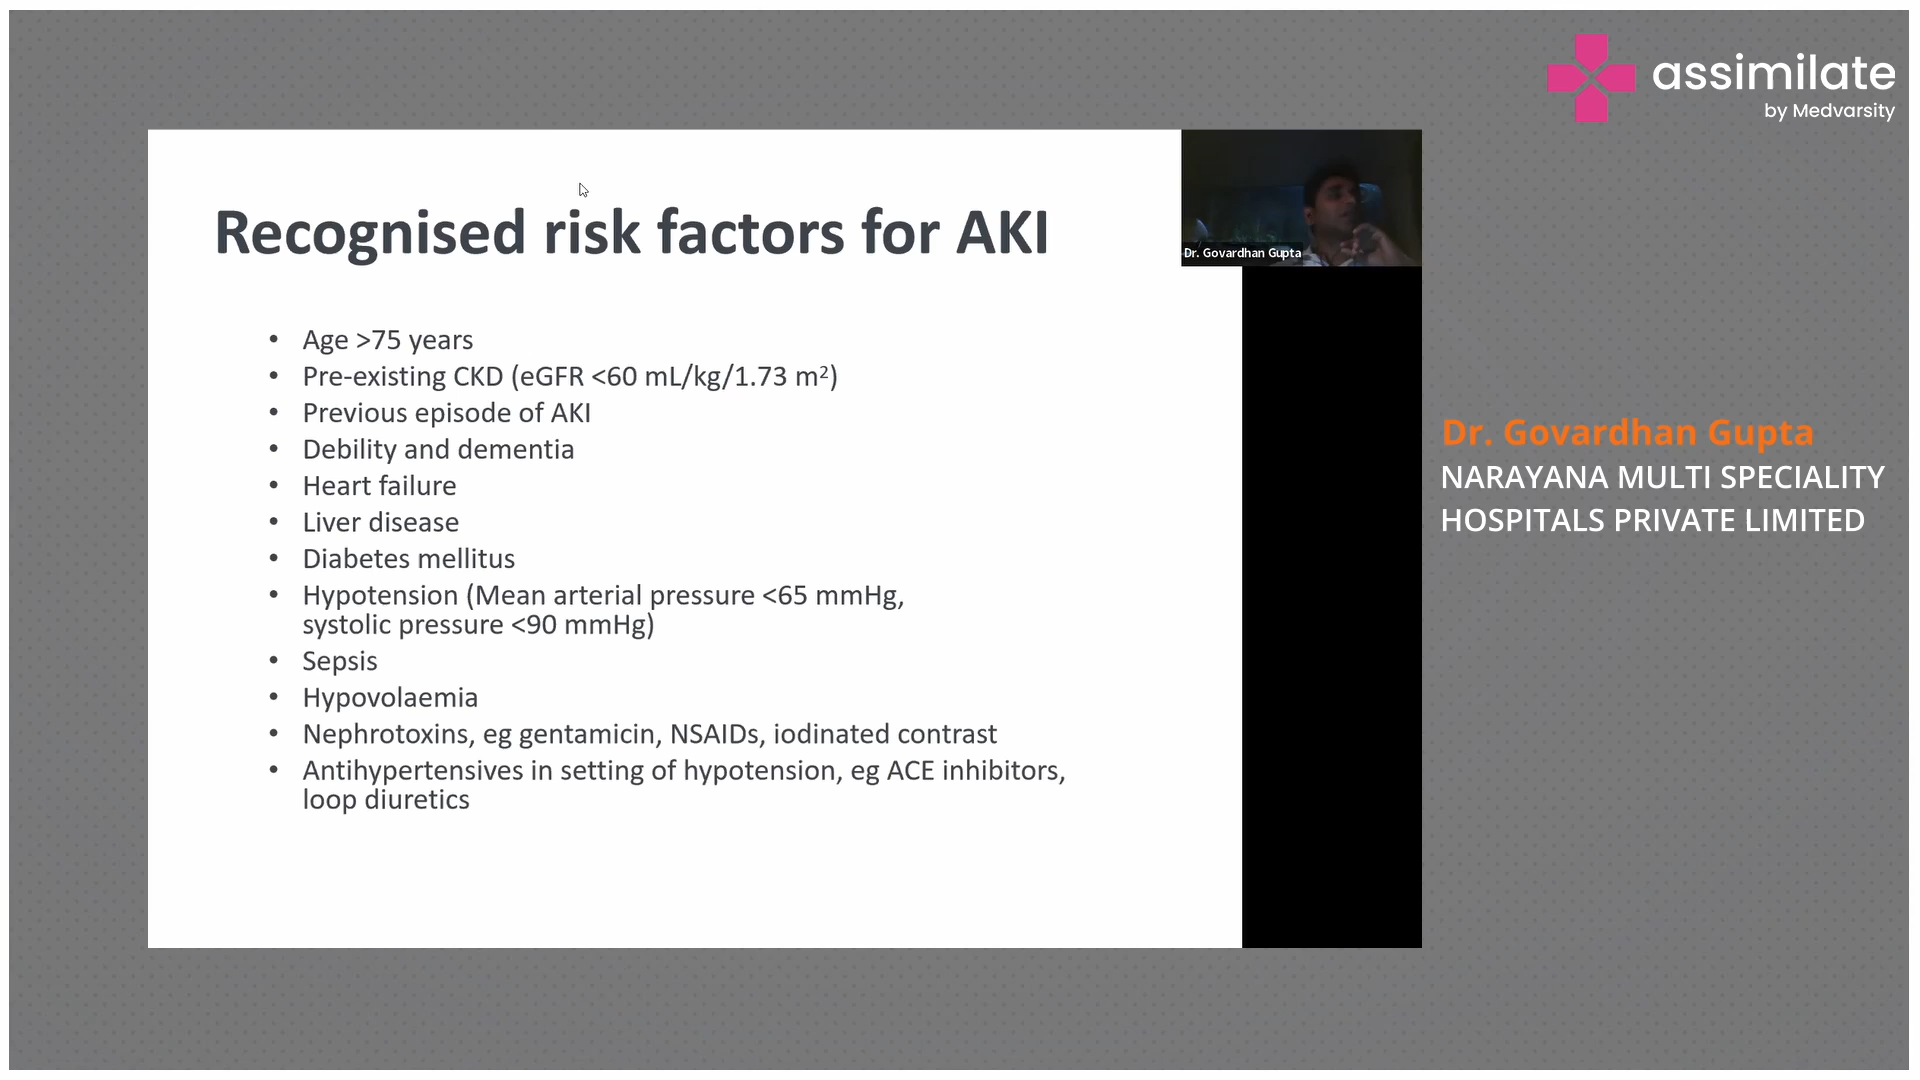 assimilate
by Medvarsity
Recognised risk factors for AKI
Dr. Govardhan Gupta
• Age >75 years
• Pre-existing CKD (eGFR <60 mL/kg/1.73 m²)
• Previous episode of AKI
• Debility and dementia
• Heart failure
• Liver disease
• Diabetes mellitus
• Hypotension (Mean arterial pressure <65 mmHg,
systolic pressure <90 mmHg)
• Sepsis
• Hypovolaemia
• Nephrotoxins, eg gentamicin, NSAIDs, iodinated contrast
• Antihypertensives in setting of hypotension, eg ACE inhibitors,
loop diuretics
Dr. Govardhan Gupta
NARAYANA MULTI SPECIALITY
HOSPITALS PRIVATE LIMITED